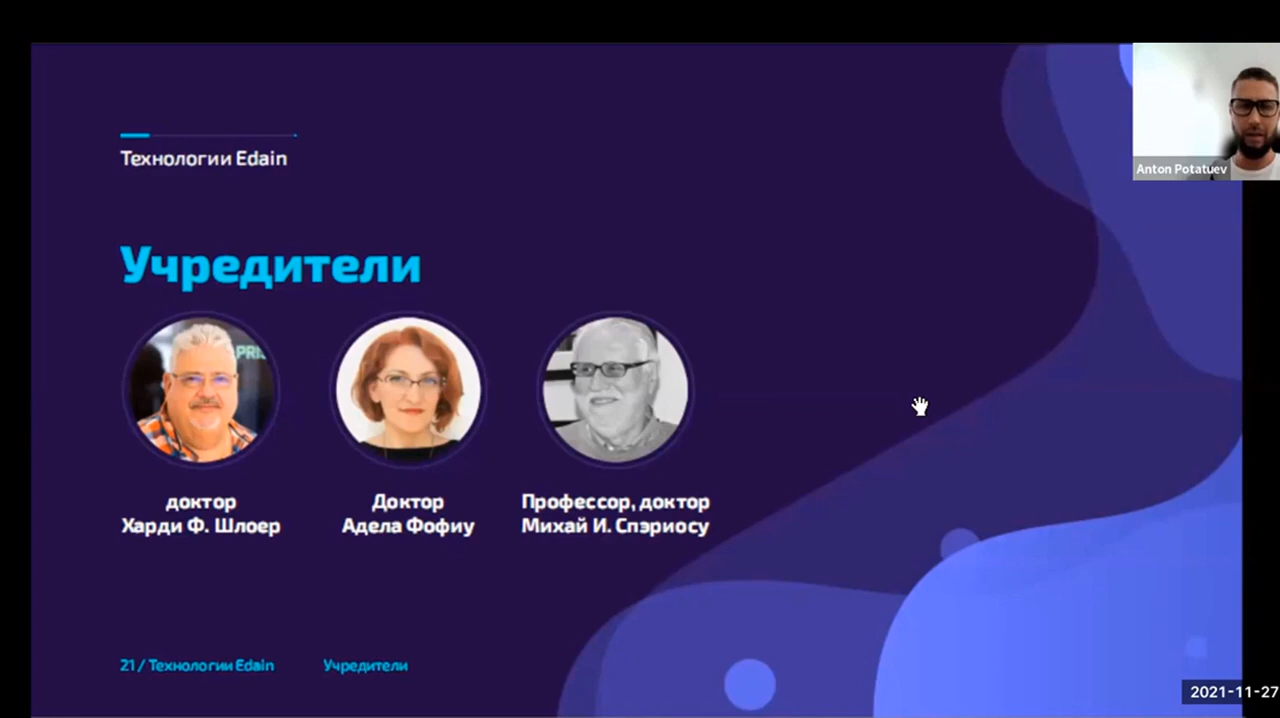 Технологии Edain
Anton Potatuev
Учредители
PRI
доктор
Харди Ф. Шлоер
Доктор
Адела Фофиу
Профессор, доктор
Михай И. Спэриосу
21 / Технологии Edain
Учредители
2021-11-27